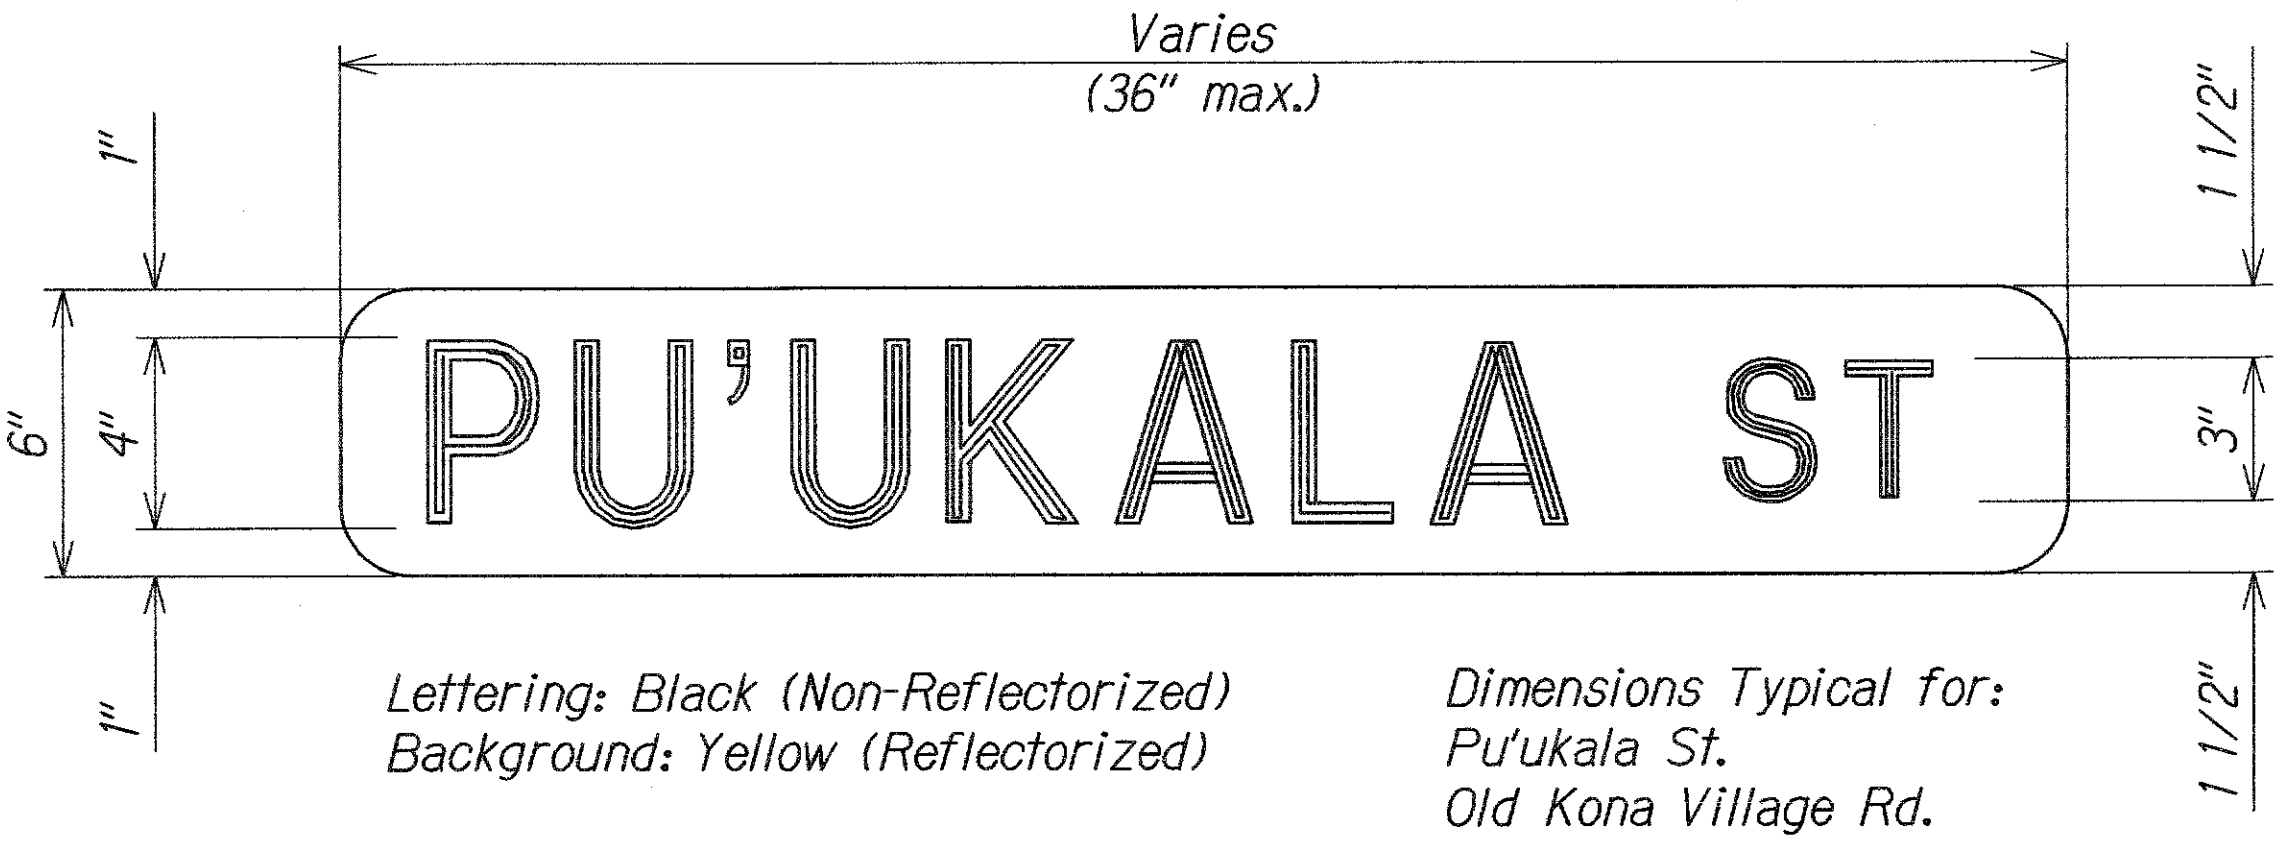 Varies
(36" max.)
1"
1 1/2"
6"
4"
PU'UKALA ST
3"
1"
1 1/2"
Lettering: Black (Non-Reflectorized)
Background: Yellow (Reflectorized)
Dimensions Typical for:
Pu'ukala St.
Old Kona Village Rd.